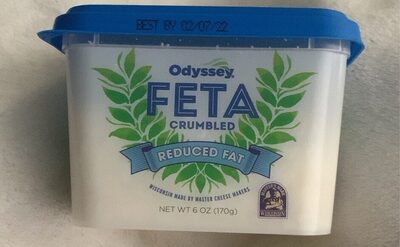 BEST BY 02/07/22
Odyssey
FETA
CRUMBLED
REDUCED FAT
WISCONSIN MADE BY MASTER CHEESE MAKERS
NET WT 6 OZ (170g)
WISCONSIN